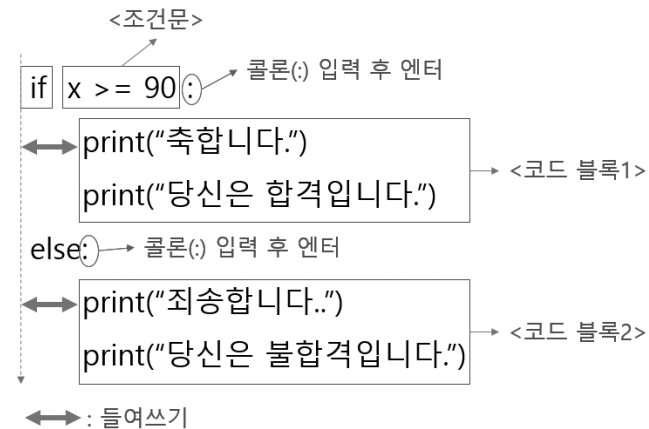 <조건문>
if x >= 90 : 콜론(:) 입력 후 엔터
print(“축합니다.”)
print(“당신은 합격입니다.”)
<코드 블록1>
else: 콜론(:) 입력 후 엔터
print(“죄송합니다..”)
print(“당신은 불합격입니다.”)
<코드 블록2>
: 들여쓰기